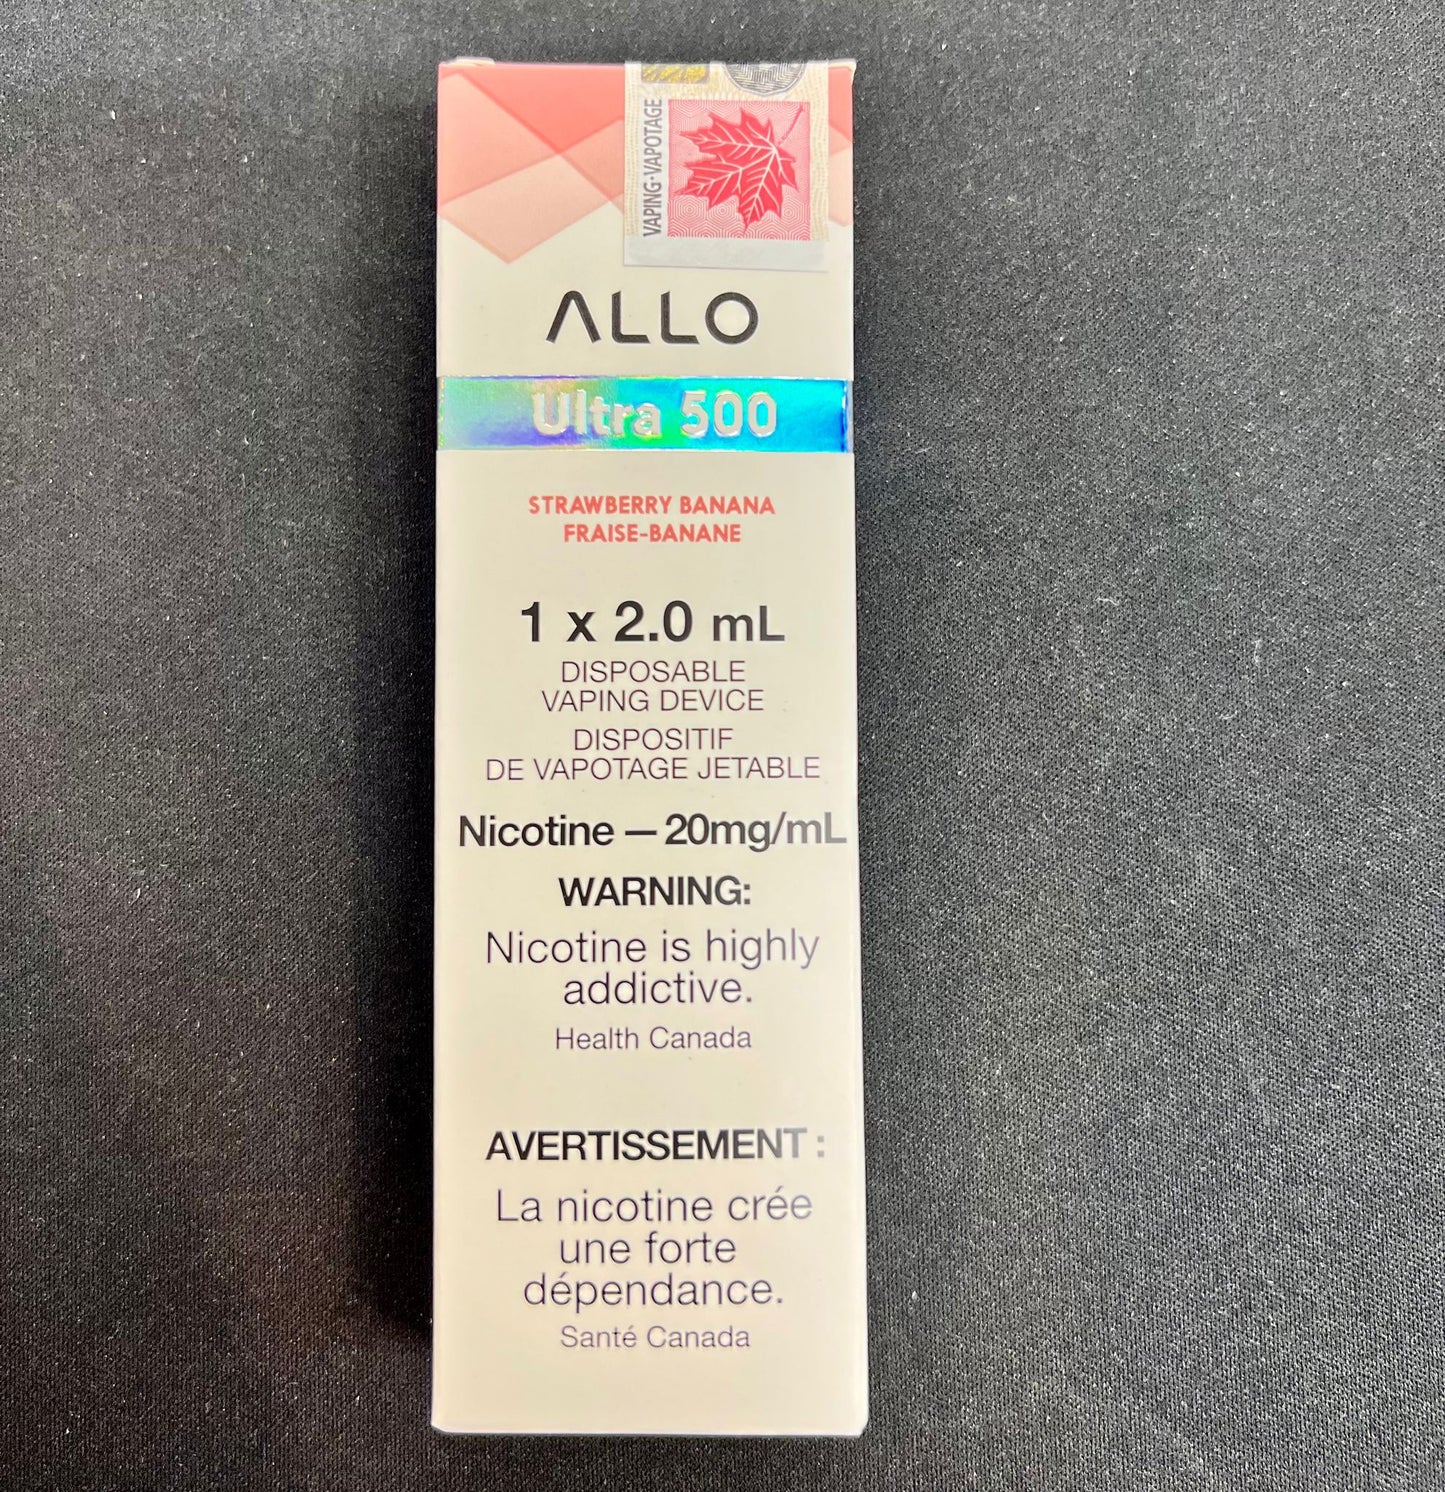 VAPING·VAPOTAGE
ALLO
Ultra 500
STRAWBERRY BANANA
FRAISE-BANANE
1 x 2.0 mL
DISPOSABLE
VAPING DEVICE
DISPOSITIF
DE VAPOTAGE JETABLE
Nicotine — 20mg/mL
WARNING:
Nicotine is highly
addictive.
Health Canada
AVERTISSEMENT :
La nicotine crée
une forte
dépendance.
Santé Canada